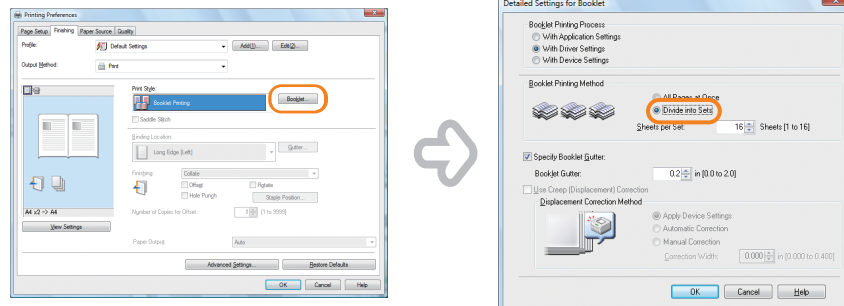 Printing Preferences
Page Setup Finishing Paper Source Quality
Profile: Default Settings Add(1)... Edit(2)...
Output Method: Print
Print Style:
Booklet Printing Booklet...
Saddle Stitch
Binding Location:
Long Edge [Left] Gutter...
Finishing: Collate
Offset Rotate
Hole Punch Staple Position...
A4 x2 -> A4 Number of Copies for Offset: 1 [1 to 9999]
View Settings
Paper Output: Auto
Advanced Settings... Restore Defaults
OK Cancel Help
Detailed Settings for Booklet
Booklet Printing Process
With Application Settings
With Driver Settings
With Device Settings
Booklet Printing Method
All Pages at Once
Divide into Sets
Sheets per Set: 16 Sheets [1 to 16]
Specify Booklet Gutter:
Booklet Gutter: 0.2 in [0.0 to 2.0]
Use Creep (Displacement) Correction
Displacement Correction Method
Apply Device Settings
Automatic Correction
Manual Correction
Correction Width: 0.000 in [0.000 to 0.400]
OK Cancel Help